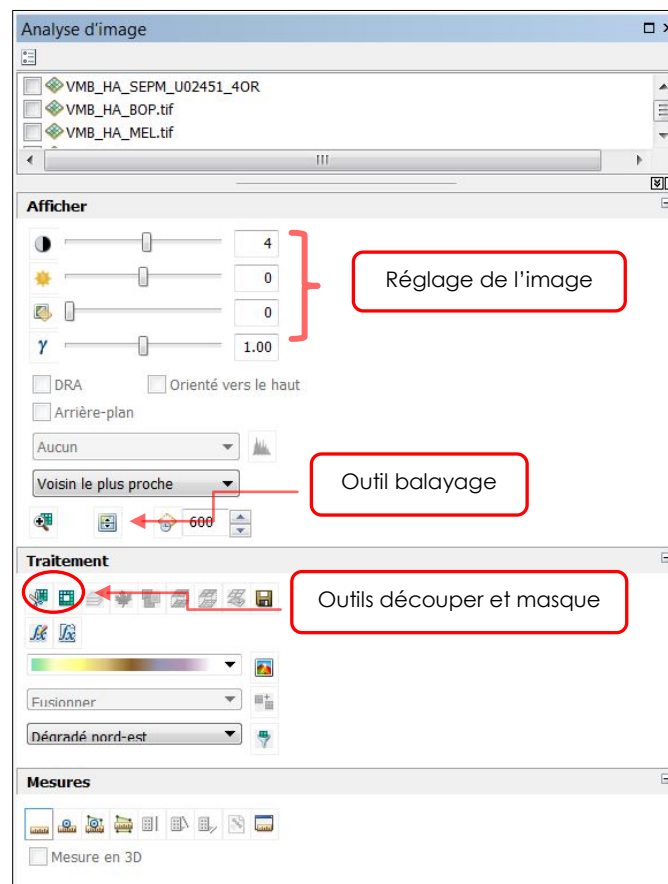 Analyse d'image
VMB_HA_SEPM_U02451_4OR
VMB_HA_BOP.tif
VMB_HA_MEL.tif
Afficher
4
0
0
γ 1.00
Réglage de l'image
DRA Orienté vers le haut
Arrière-plan
Aucun
Voisin le plus proche
Outil balayage
600
Traitement
Outils découper et masque
Fusionner
Dégradé nord-est
Mesures
Mesure en 3D